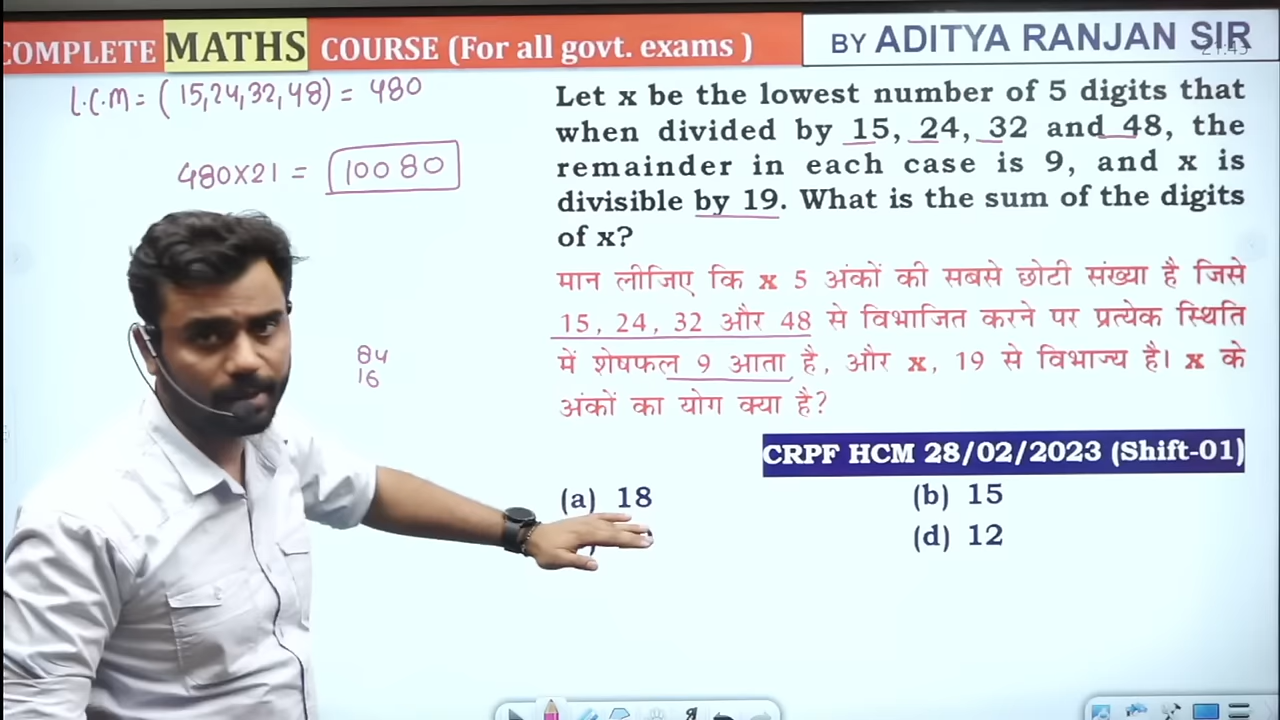 COMPLETE MATHS COURSE (For all govt. exams )
BY ADITYA RANJAN SIR
L.C.M = ( 15,24,32,48) = 480
480×21 = 10080
84
16
Let x be the lowest number of 5 digits that
when divided by 15, 24, 32 and 48, the
remainder in each case is 9, and x is
divisible by 19. What is the sum of the digits
of x?
मान लीजिए कि x 5 अंकों की सबसे छोटी संख्या है जिसे
15, 24, 32 और 48 से विभाजित करने पर प्रत्येक स्थिति
में शेषफल 9 आता है, और x, 19 से विभाज्य है। x के
अंकों का योग क्या है?
CRPF HCM 28/02/2023 (Shift-01)
(a) 18
(b) 15
(d) 12